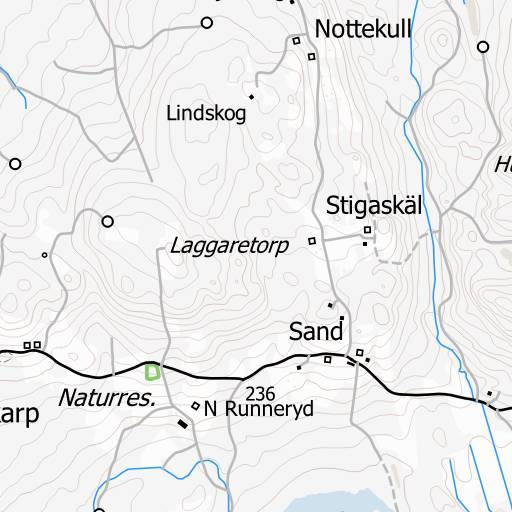 Nottekull
Lindskog
Stigaskäl
Laggaretorp
Sand
236
Naturres.
N Runneryd
arp